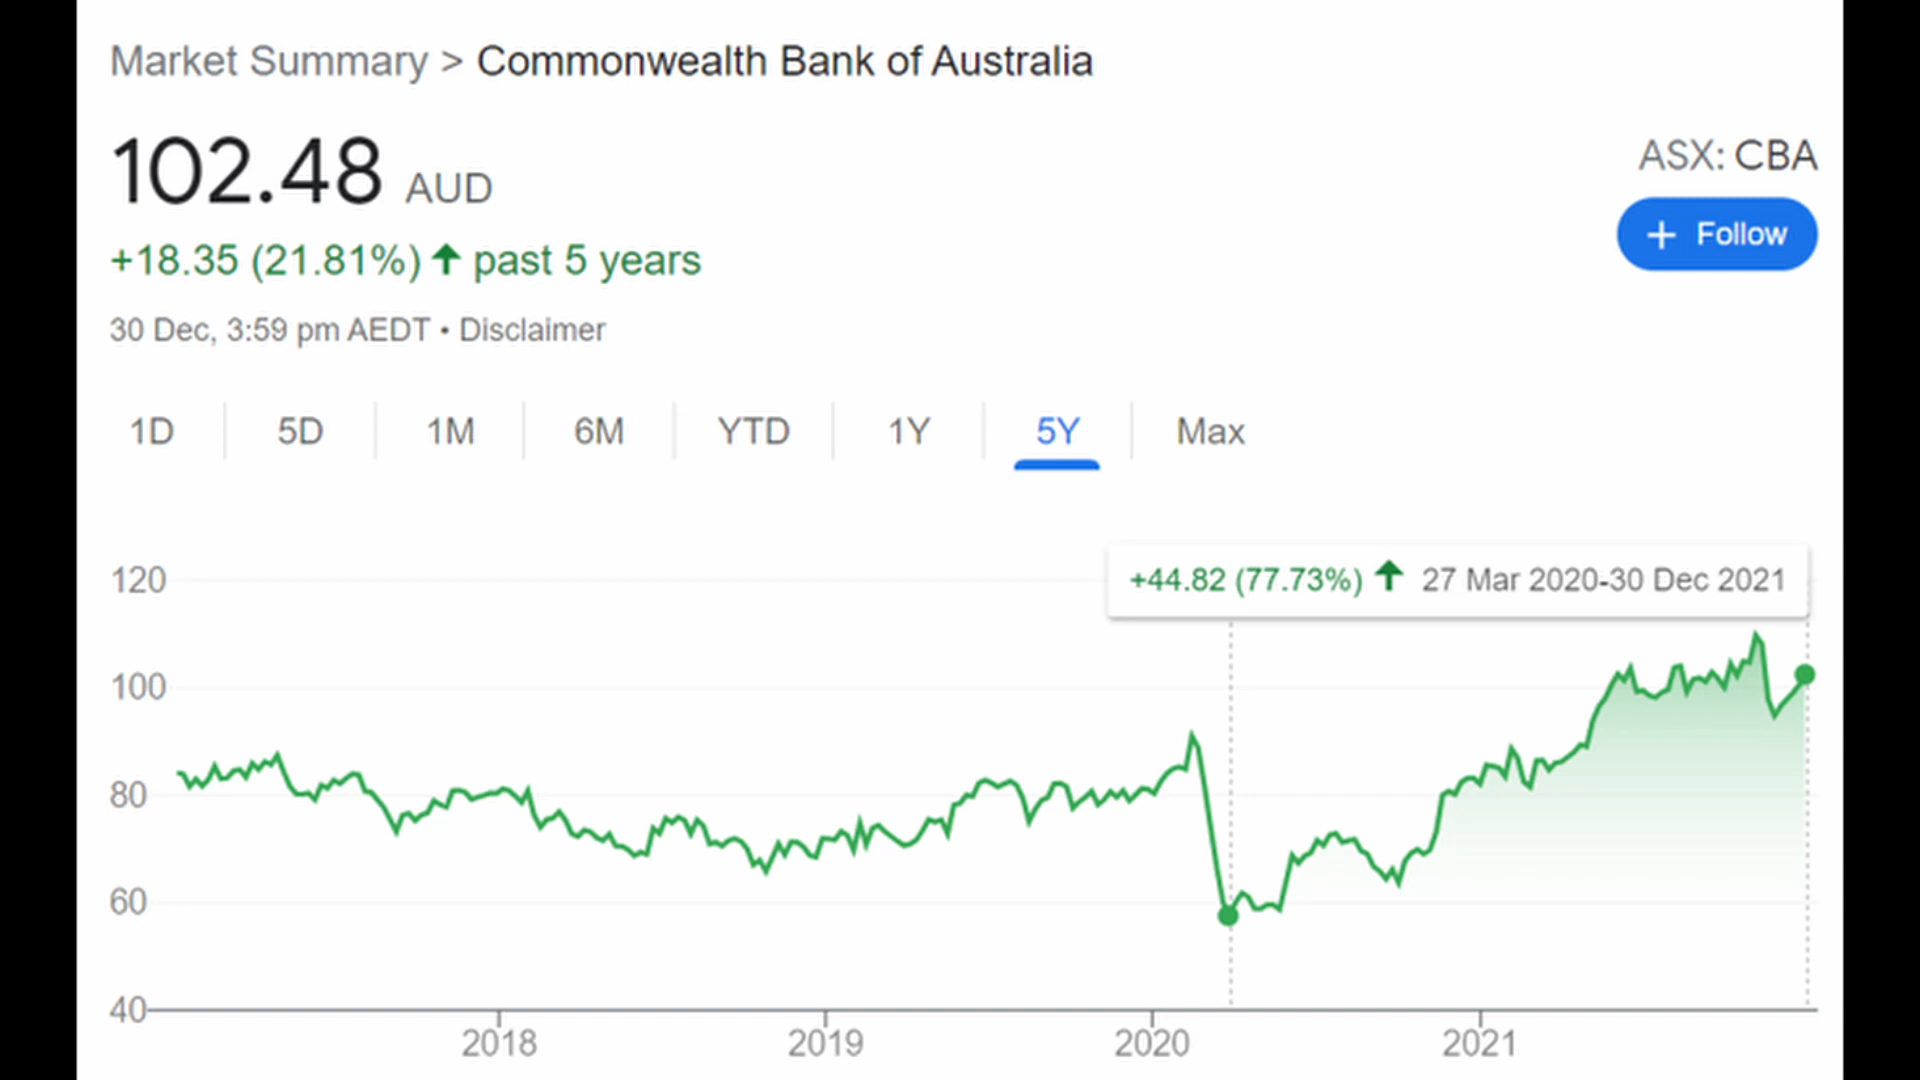 Market Summary > Commonwealth Bank of Australia
102.48 AUD
ASX: CBA
+18.35 (21.81%) ↑ past 5 years
+ Follow
30 Dec, 3:59 pm AEDT • Disclaimer
1D 5D 1M 6M YTD 1Y 5Y Max
+44.82 (77.73%) ↑ 27 Mar 2020-30 Dec 2021
120
100
80
60
40
2018 2019 2020 2021